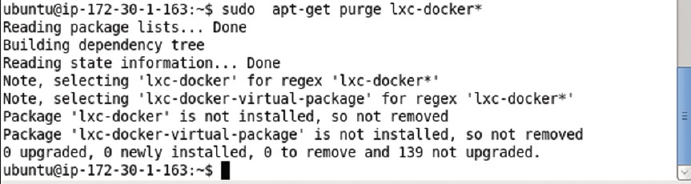 ubuntu@ip-172-30-1-163:~$ sudo  apt-get purge lxc-docker*
Reading package lists... Done
Building dependency tree
Reading state information... Done
Note, selecting 'lxc-docker' for regex 'lxc-docker*'
Note, selecting 'lxc-docker-virtual-package' for regex 'lxc-docker*'
Package 'lxc-docker' is not installed, so not removed
Package 'lxc-docker-virtual-package' is not installed, so not removed
0 upgraded, 0 newly installed, 0 to remove and 139 not upgraded.
ubuntu@ip-172-30-1-163:~$